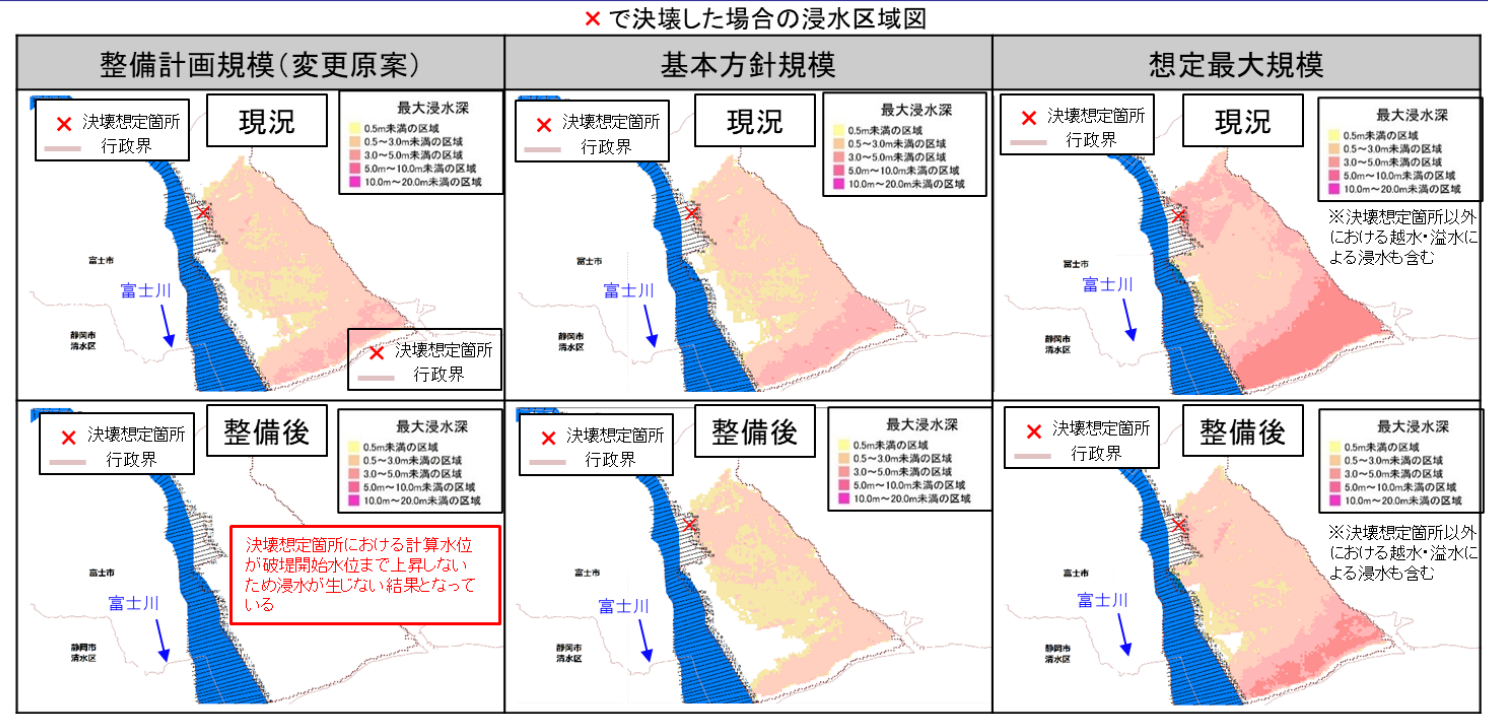 ×で決壊した場合の浸水区域図
整備計画規模(変更原案)
基本方針規模
想定最大規模
× 決壊想定箇所
行政界
現況
最大浸水深
0.5m未満の区域
0.5～3.0m未満の区域
3.0～5.0m未満の区域
5.0m～10.0m未満の区域
10.0m～20.0m未満の区域
富士市
富士川
静岡市
清水区
× 決壊想定箇所
行政界
× 決壊想定箇所
行政界
現況
最大浸水深
0.5m未満の区域
0.5～3.0m未満の区域
3.0～5.0m未満の区域
5.0m～10.0m未満の区域
10.0m～20.0m未満の区域
富士市
富士川
静岡市
清水区
× 決壊想定箇所
行政界
現況
最大浸水深
0.5m未満の区域
0.5～3.0m未満の区域
3.0～5.0m未満の区域
5.0m～10.0m未満の区域
10.0m～20.0m未満の区域
※決壊想定箇所以外
における越水・溢水に
よる浸水も含む
富士市
富士川
静岡市
清水区
× 決壊想定箇所
行政界
整備後
最大浸水深
0.5m未満の区域
0.5～3.0m未満の区域
3.0～5.0m未満の区域
5.0m～10.0m未満の区域
10.0m～20.0m未満の区域
決壊想定箇所における計算水位
が破堤開始水位まで上昇しない
ため浸水が生じない結果となって
いる
富士市
富士川
静岡市
清水区
× 決壊想定箇所
行政界
整備後
最大浸水深
0.5m未満の区域
0.5～3.0m未満の区域
3.0～5.0m未満の区域
5.0m～10.0m未満の区域
10.0m～20.0m未満の区域
富士市
富士川
静岡市
清水区
× 決壊想定箇所
行政界
整備後
最大浸水深
0.5m未満の区域
0.5～3.0m未満の区域
3.0～5.0m未満の区域
5.0m～10.0m未満の区域
10.0m～20.0m未満の区域
※決壊想定箇所以外
における越水・溢水に
よる浸水も含む
富士市
富士川
静岡市
清水区